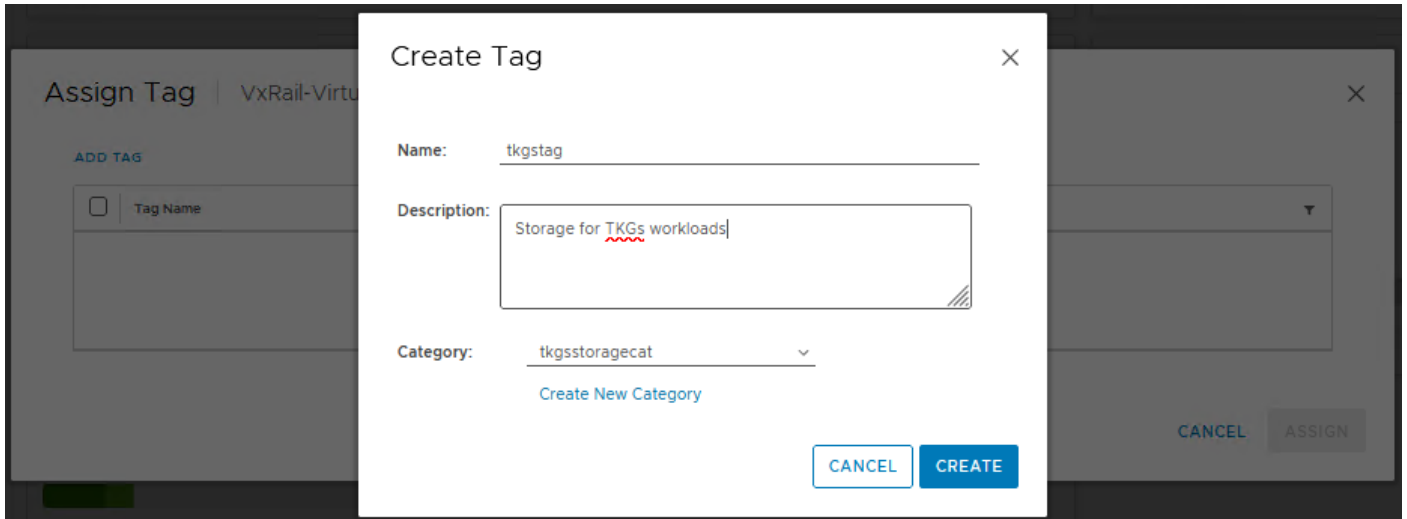 Create Tag
Assign Tag
VxRail-Virtu
ADD TAG
Tag Name
Name:
tkgstag
Description:
Storage for TKGs workloads
Category:
tkgsstoragecat
Create New Category
CANCEL
CREATE
CANCEL
ASSIGN